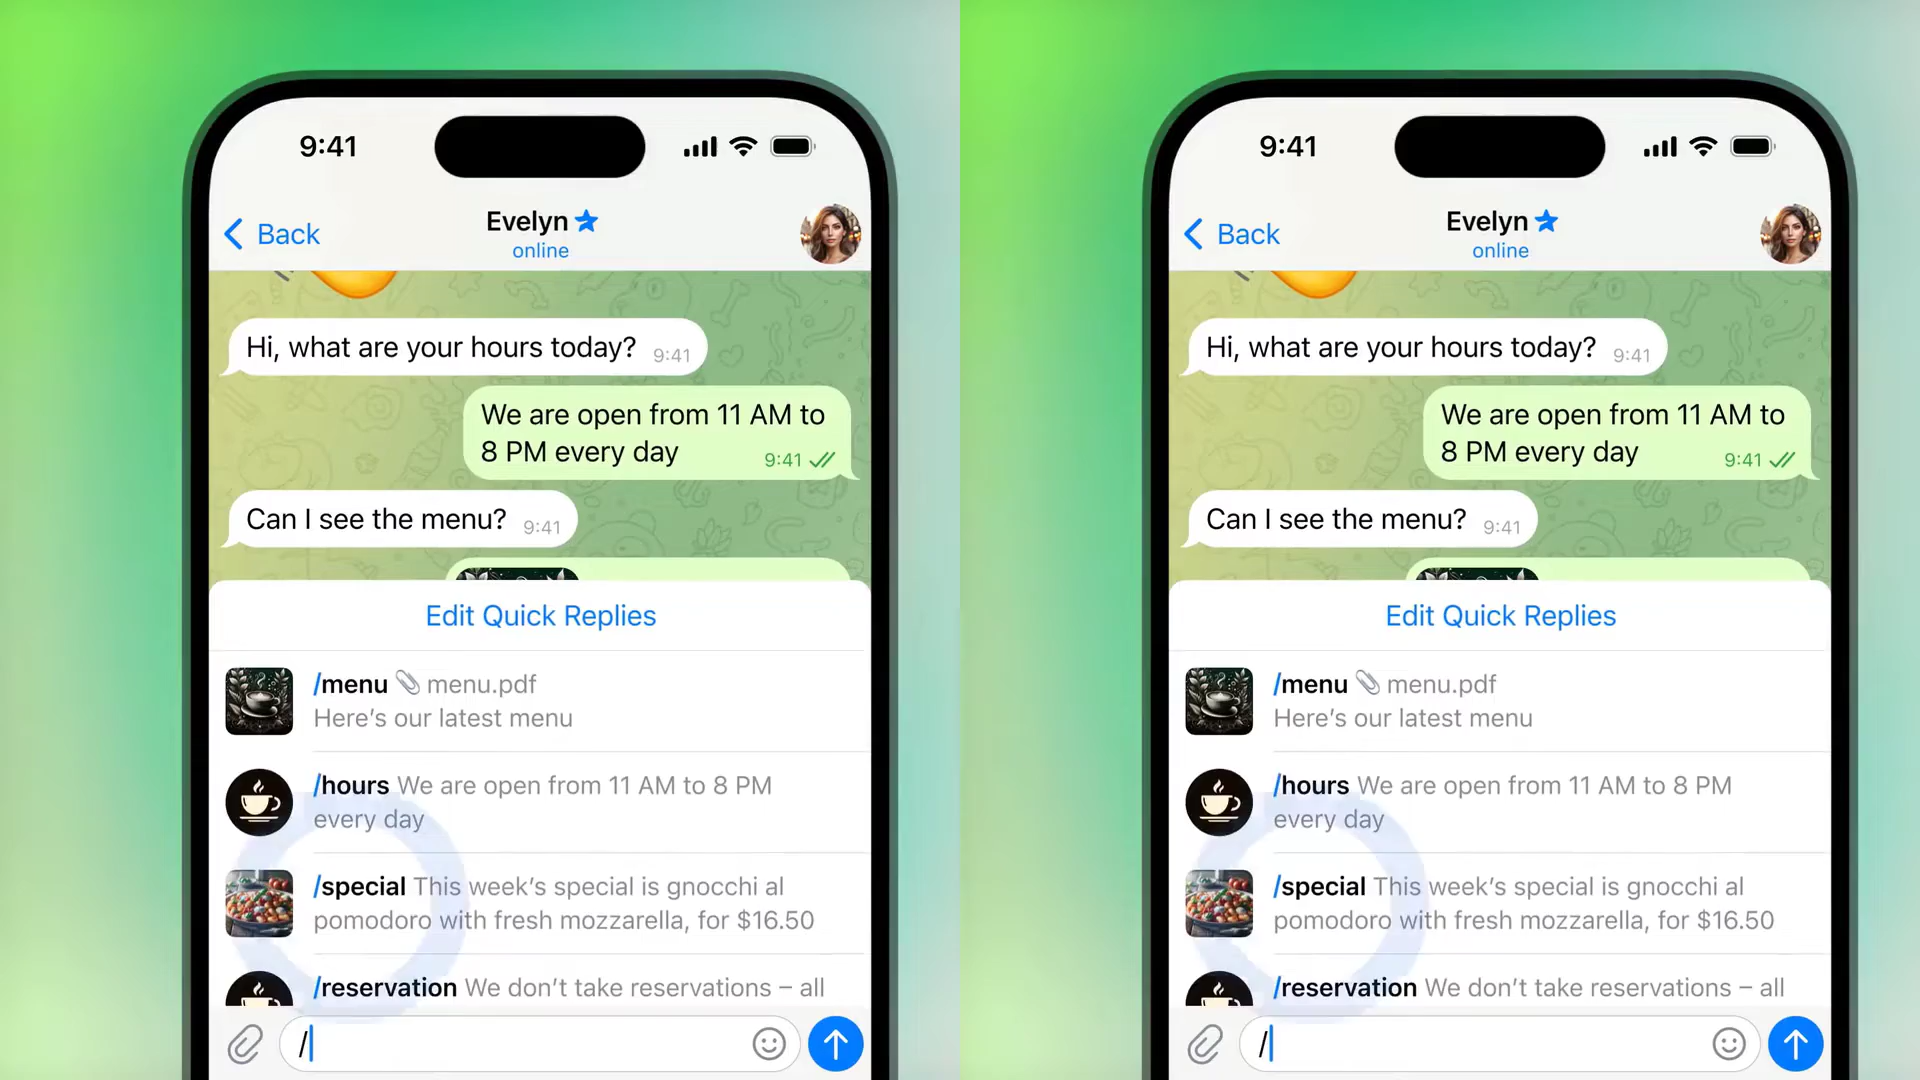 9:41
Back
Evelyn
online
Hi, what are your hours today? 9:41
We are open from 11 AM to
8 PM every day 9:41
Can I see the menu? 9:41
Edit Quick Replies
/menu menu.pdf
Here’s our latest menu
/hours We are open from 11 AM to 8 PM
every day
/special This week’s special is gnocchi al
pomodoro with fresh mozzarella, for $16.50
/reservation We don’t take reservations – all
/
9:41
Back
Evelyn
online
Hi, what are your hours today? 9:41
We are open from 11 AM to
8 PM every day 9:41
Can I see the menu? 9:41
Edit Quick Replies
/menu menu.pdf
Here’s our latest menu
/hours We are open from 11 AM to 8 PM
every day
/special This week’s special is gnocchi al
pomodoro with fresh mozzarella, for $16.50
/reservation We don’t take reservations – all
/